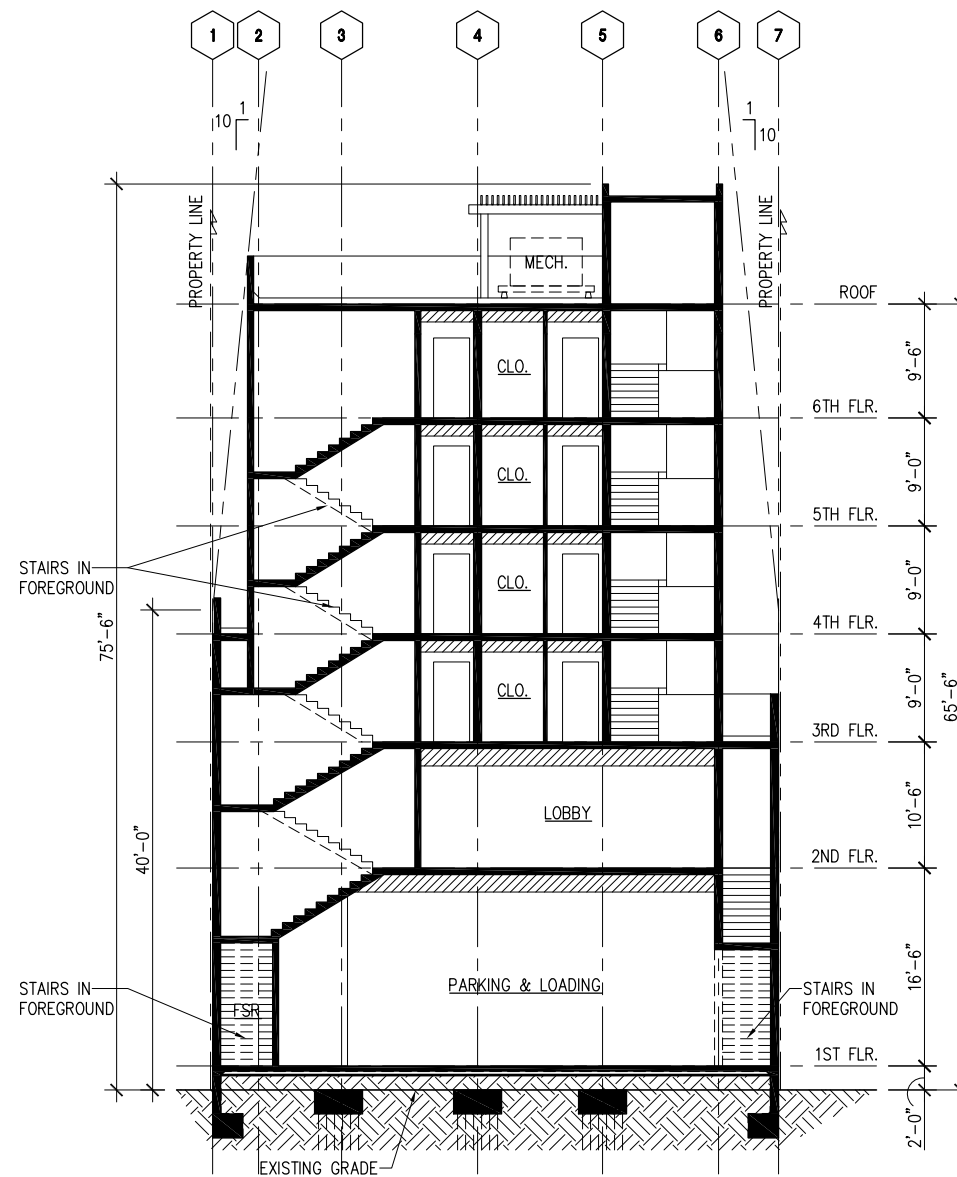 1 2 3 4 5 6 7
1
10
1
10
PROPERTY LINE
PROPERTY LINE
MECH.
ROOF
9'-6"
CLO.
6TH FLR.
9'-0"
CLO.
5TH FLR.
STAIRS IN
FOREGROUND
75'-6"
9'-0"
CLO.
4TH FLR.
9'-0"
65'-6"
CLO.
3RD FLR.
40'-0"
10'-6"
LOBBY
2ND FLR.
16'-6"
STAIRS IN
FOREGROUND
FSR
PARKING & LOADING
STAIRS IN
FOREGROUND
1ST FLR.
2'-0"
EXISTING GRADE